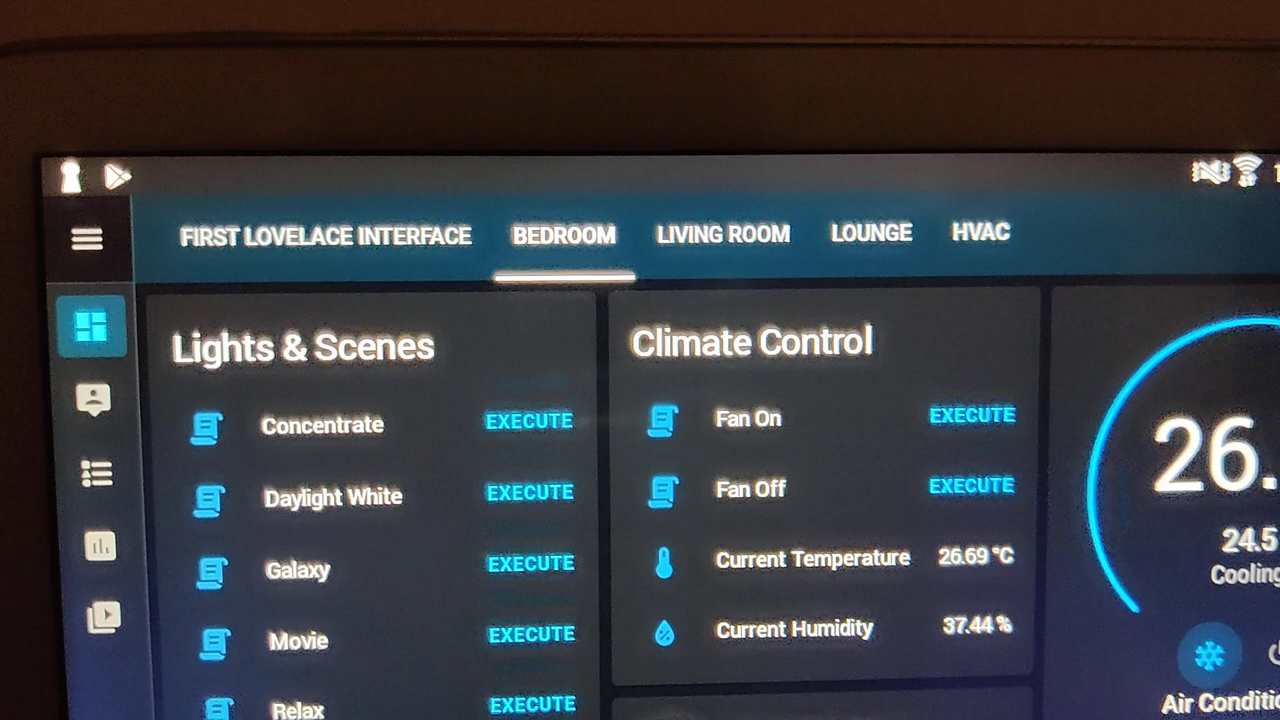 FIRST LOVELACE INTERFACE BEDROOM LIVING ROOM LOUNGE HVAC
Lights & Scenes
Concentrate EXECUTE
Daylight White EXECUTE
Galaxy EXECUTE
Movie EXECUTE
Relax EXECUTE
Climate Control
Fan On EXECUTE
Fan Off EXECUTE
Current Temperature 26.69 °C
Current Humidity 37.44 %
26.
24.5
Cooling
Air Conditi